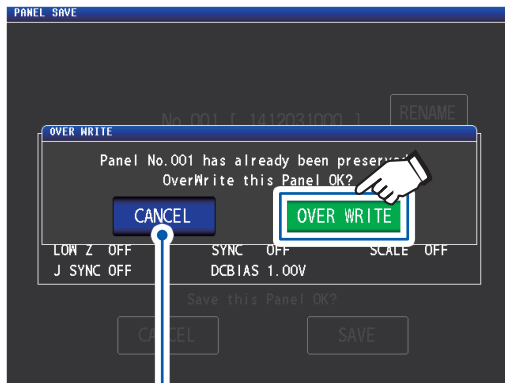 PANEL SAVE
No.001 [ 1412031000 ]
RENAME
OVER WRITE
Panel No.001 has already been preserved.
OverWrite this Panel OK?
CANCEL OVER WRITE
LOW Z OFF SYNC OFF SCALE OFF
J SYNC OFF DCBIAS 1.00V
Save this Panel OK?
CANCEL SAVE